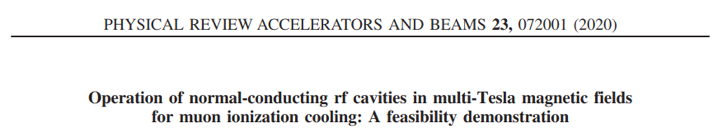 PHYSICAL REVIEW ACCELERATORS AND BEAMS 23, 072001 (2020)
Operation of normal-conducting rf cavities in multi-Tesla magnetic fields
for muon ionization cooling: A feasibility demonstration